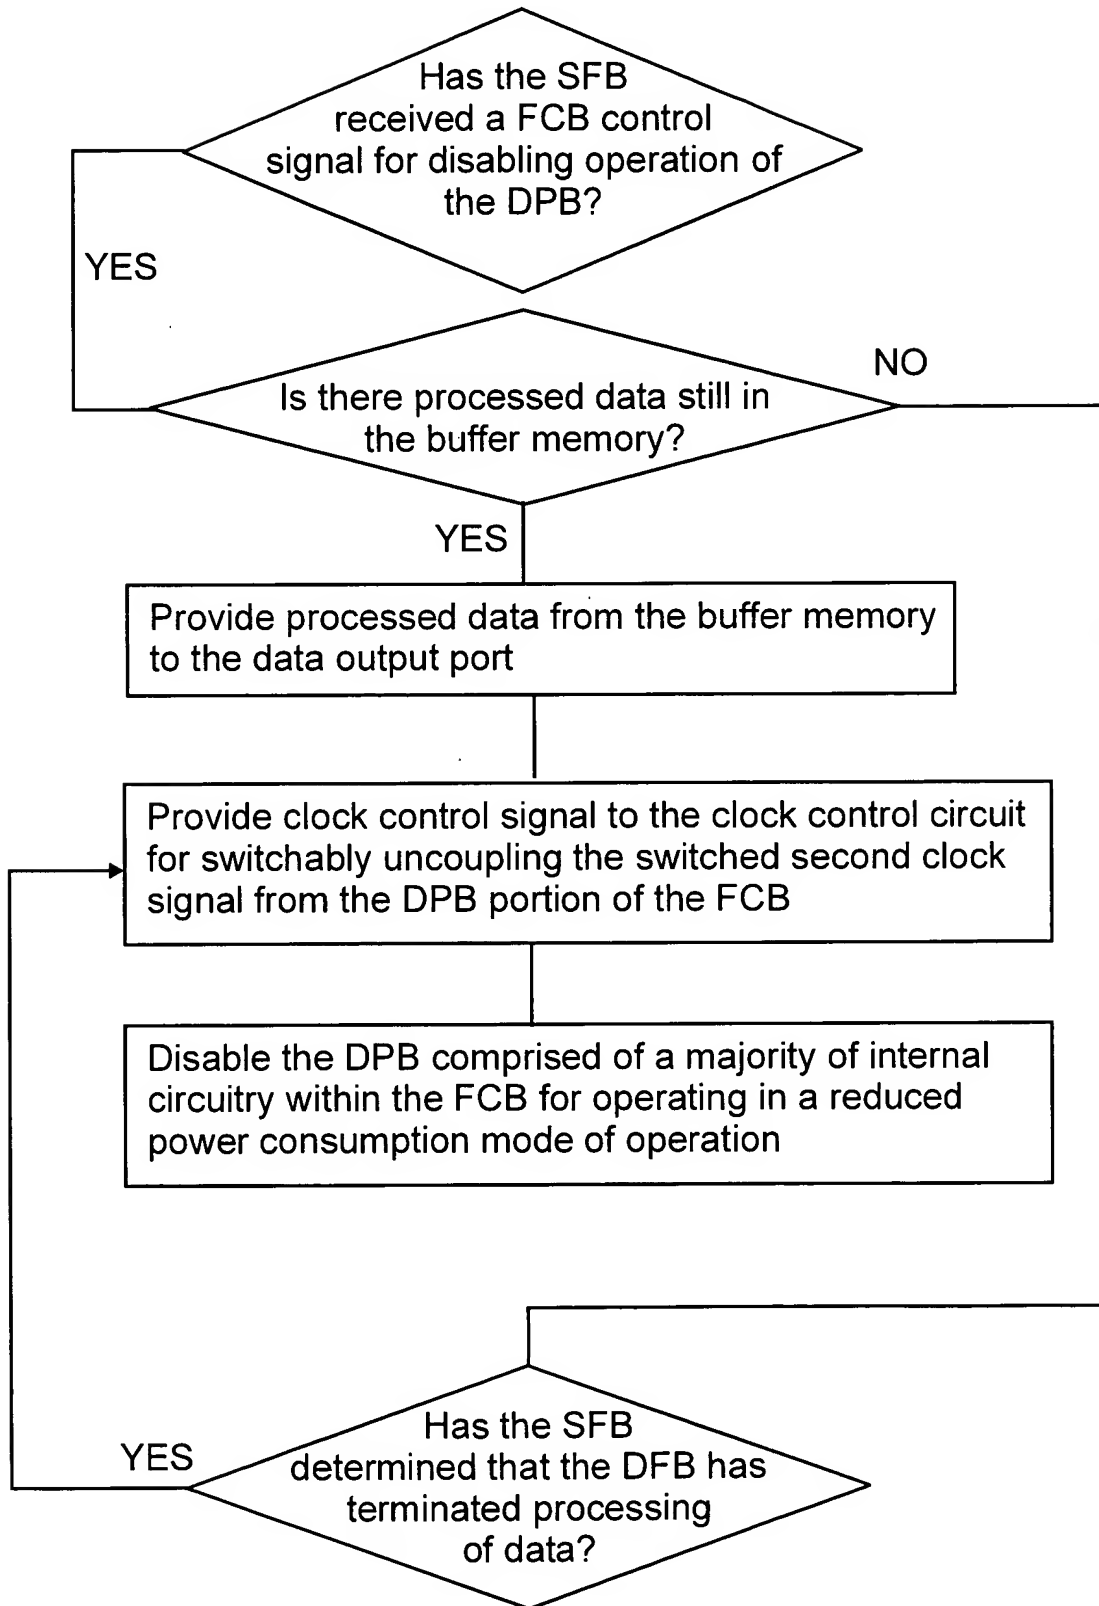 Has the SFB
received a FCB control
signal for disabling operation of
the DPB?
YES
NO
Is there processed data still in
the buffer memory?
YES
Provide processed data from the buffer memory
to the data output port
Provide clock control signal to the clock control circuit
for switchably uncoupling the switched second clock
signal from the DPB portion of the FCB
Disable the DPB comprised of a majority of internal
circuitry within the FCB for operating in a reduced
power consumption mode of operation
YES
Has the SFB
determined that the DFB has
terminated processing
of data?